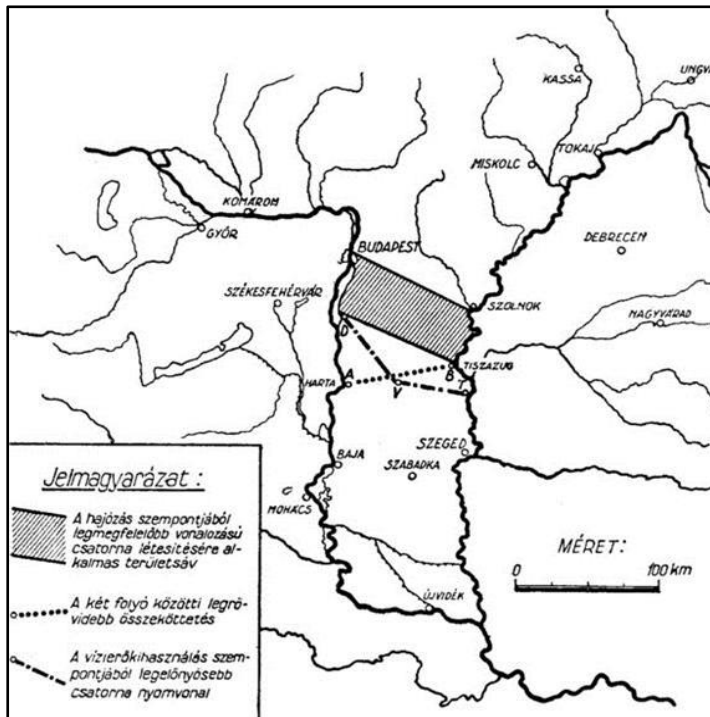 KASSA
UNGV
TOKAJ
MISKOLC
KOMÁROM
GYŐR
DEBRECEN
BUDAPEST
SZÉKESFEHÉRVÁR
SZOLNOK
NAGYVÁRAD
D
TISZAZUG
B
HARTA
A
V
T
SZEGED
BAJA
SZABADKA
MOHÁCS
ÚJVIDÉK
Jelmagyarázat:
A hajózás szempontjából
legmegfelelőbb vonalozású
csatorna létesítésére al-
kalmas területsáv
A két folyó közötti legrö-
videbb összeköttetés
A vízierőkihasználás szem-
pontjából legelőnyösebb
csatorna nyomvonal
MÉRET:
0 100 km